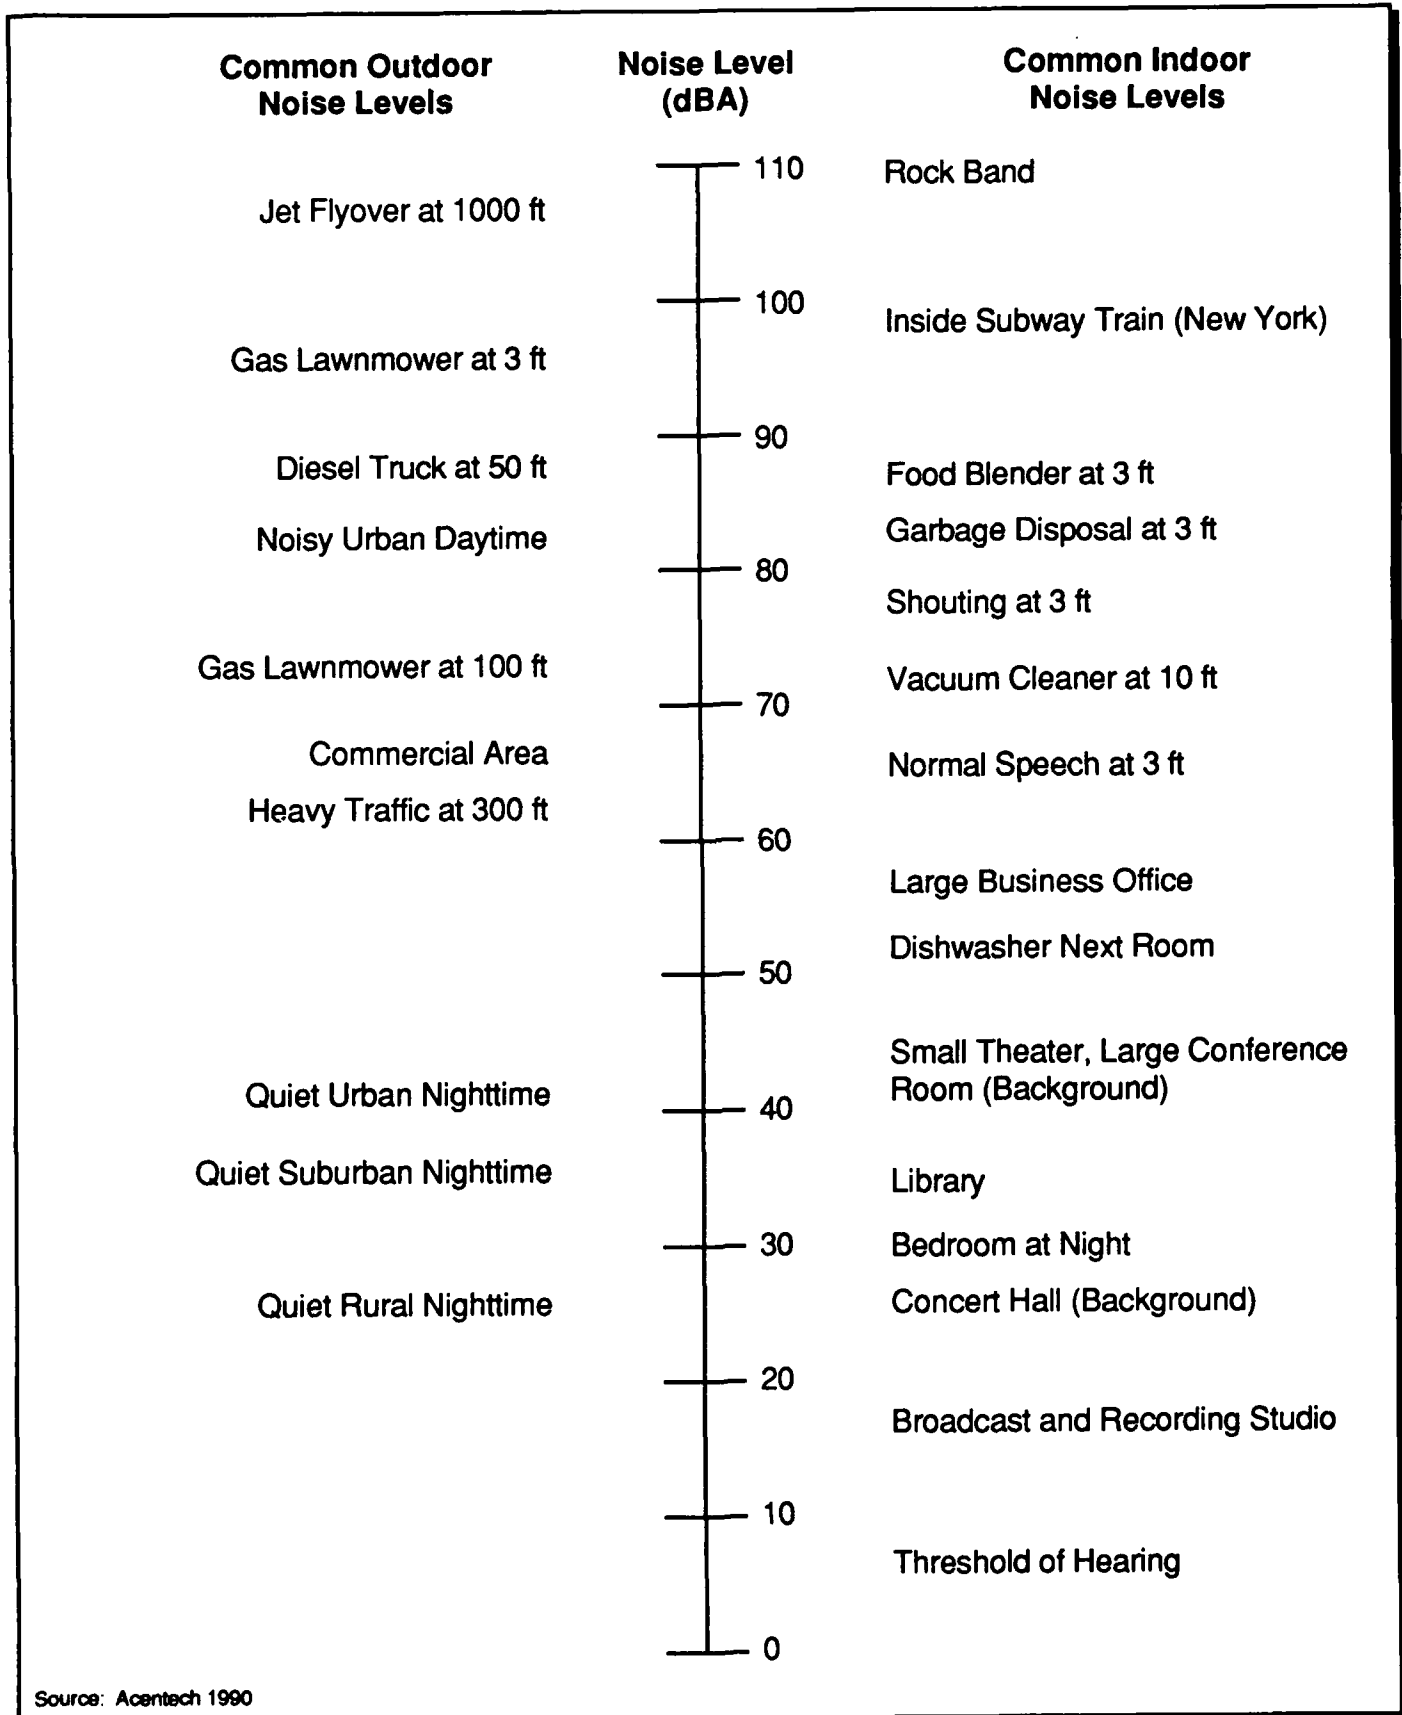 Common Outdoor
Noise Levels
Noise Level
(dBA)
Common Indoor
Noise Levels
110
Rock Band
Jet Flyover at 1000 ft
100
Inside Subway Train (New York)
Gas Lawnmower at 3 ft
90
Diesel Truck at 50 ft
Food Blender at 3 ft
Garbage Disposal at 3 ft
Noisy Urban Daytime
80
Shouting at 3 ft
Gas Lawnmower at 100 ft
Vacuum Cleaner at 10 ft
70
Commercial Area
Normal Speech at 3 ft
Heavy Traffic at 300 ft
60
Large Business Office
Dishwasher Next Room
50
Small Theater, Large Conference
Room (Background)
Quiet Urban Nighttime
40
Quiet Suburban Nighttime
Library
30
Bedroom at Night
Quiet Rural Nighttime
Concert Hall (Background)
20
Broadcast and Recording Studio
10
Threshold of Hearing
0
Source: Acentech 1990